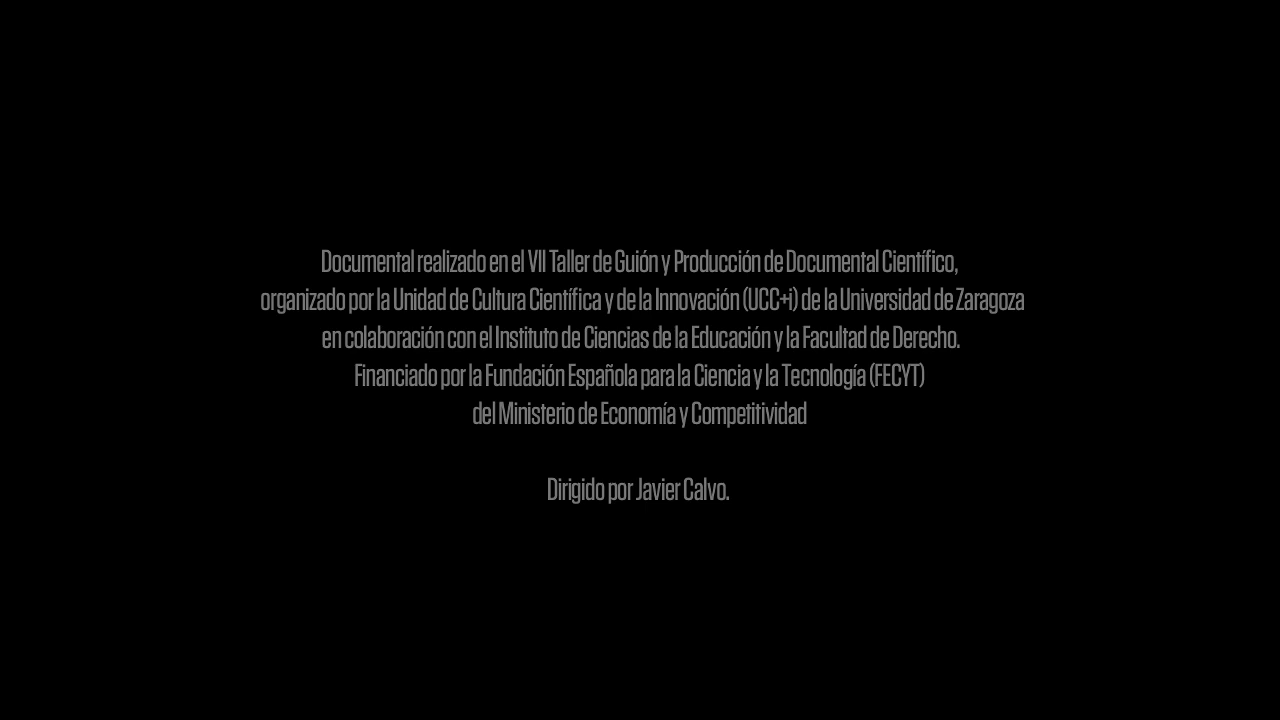 Documental realizado en el VII Taller de Guión y Producción de Documental Científico,
organizado por la Unidad de Cultura Científica y de la Innovación (UCC+i) de la Universidad de Zaragoza
en colaboración con el Instituto de Ciencias de la Educación y la Facultad de Derecho.
Financiado por la Fundación Española para la Ciencia y la Tecnología (FECYT)
del Ministerio de Economía y Competitividad
Dirigido por Javier Calvo.